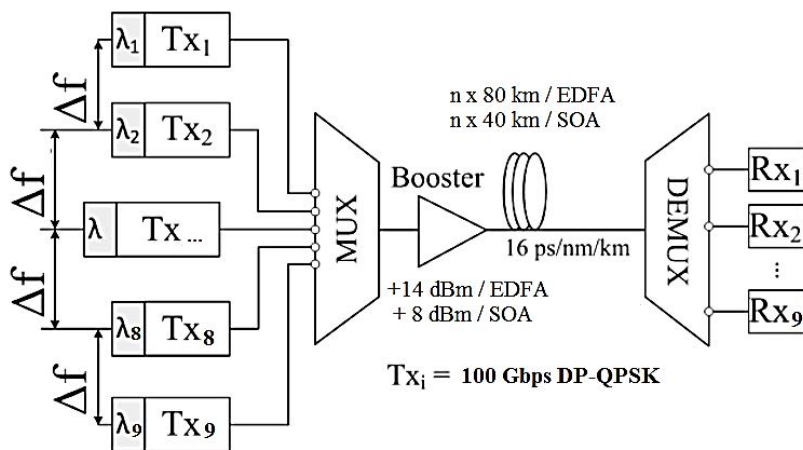 λ1 Tx1
Δf
λ2 Tx2
Δf
λ Tx ...
Δf
λ8 Tx8
Δf
λ9 Tx9
MUX
Booster
+14 dBm / EDFA
+ 8 dBm / SOA
n x 80 km / EDFA
n x 40 km / SOA
16 ps/nm/km
DEMUX
Rx1
Rx2
⋮
Rx9
Txi = 100 Gbps DP-QPSK